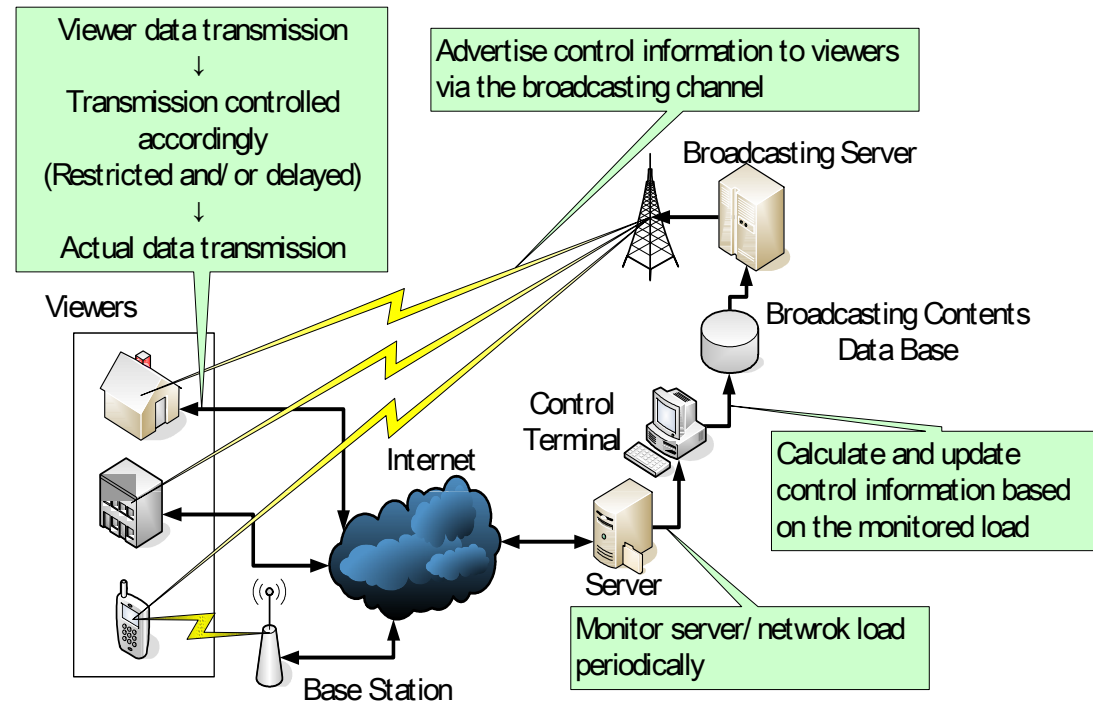 Viewer data transmission
↓
Transmission controlled
accordingly
(Restricted and/ or delayed)
↓
Actual data transmission
Advertise control information to viewers
via the broadcasting channel
Broadcasting Server
Viewers
Broadcasting Contents
Data Base
Control
Terminal
Internet
Calculate and update
control information based
on the monitored load
Server
Monitor server/ netwrok load
periodically
Base Station